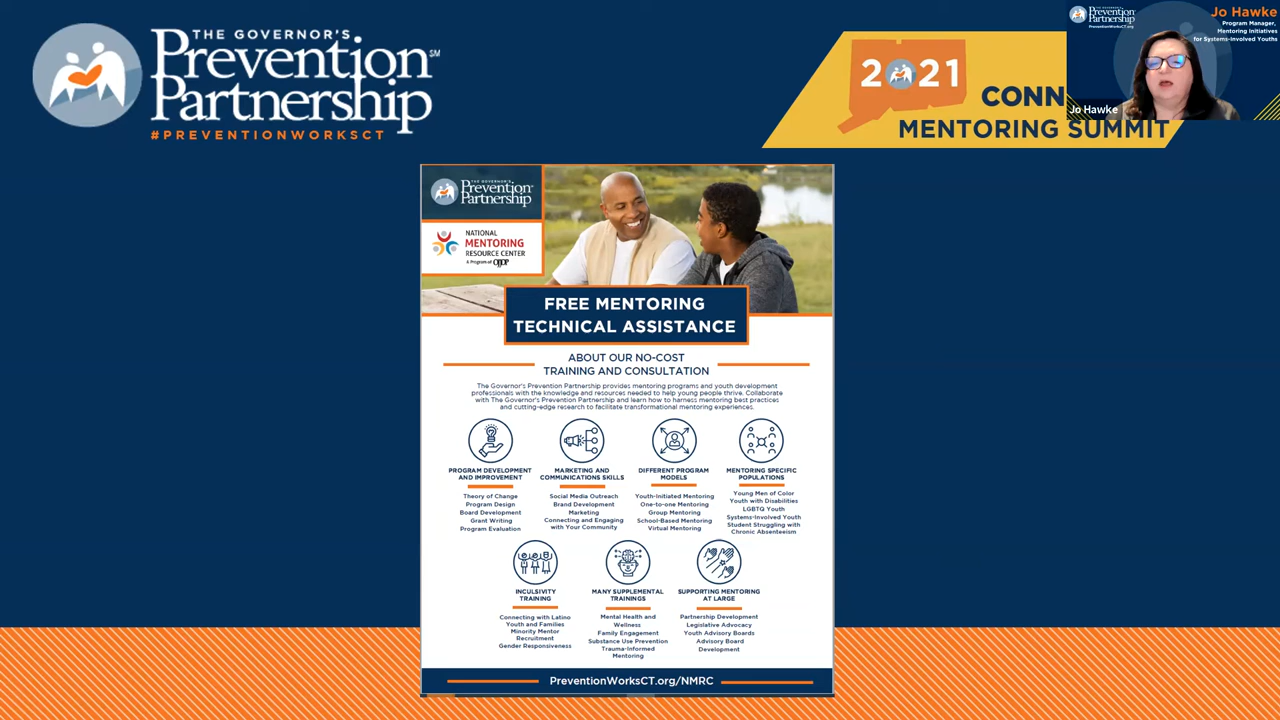 THE GOVERNOR'S
Prevention
Partnership℠
#PREVENTIONWORKSCT
2021
CONN
MENTORING SUMMIT
Prevention
Partnership
PreventionWorksCT.org
Jo Hawke
Program Manager,
Mentoring Initiatives
for Systems-Involved Youths
Jo Hawke
THE GOVERNOR'S
Prevention
Partnership
NATIONAL
MENTORING
RESOURCE CENTER
A Program of OJJDP
FREE MENTORING
TECHNICAL ASSISTANCE
ABOUT OUR NO-COST
TRAINING AND CONSULTATION
The Governor's Prevention Partnership provides mentoring programs and youth development
professionals with the knowledge and resources needed to help young people thrive. Collaborate
with The Governor's Prevention Partnership and learn how to harness mentoring best practices
and cutting-edge research to facilitate transformational mentoring experiences.
PROGRAM DEVELOPMENT
AND IMPROVEMENT
Theory of Change
Program Design
Board Development
Grant Writing
Program Evaluation
MARKETING AND
COMMUNICATIONS SKILLS
Social Media Outreach
Brand Development
Marketing
Connecting and Engaging
with Your Community
DIFFERENT PROGRAM
MODELS
Youth-Initiated Mentoring
One-to-one Mentoring
Group Mentoring
School-Based Mentoring
Virtual Mentoring
MENTORING SPECIFIC
POPULATIONS
Young Men of Color
Youth with Disabilities
LGBTQ Youth
Systems-Involved Youth
Student Struggling with
Chronic Absenteeism
INCULSIVITY
TRAINING
Connecting with Latino
Youth and Families
Minority Mentor
Recruitment
Gender Responsiveness
MANY SUPPLEMENTAL
TRAININGS
Mental Health and
Wellness
Family Engagement
Substance Use Prevention
Trauma-Informed
Mentoring
SUPPORTING MENTORING
AT LARGE
Partnership Development
Legislative Advocacy
Youth Advisory Boards
Advisory Board
Development
PreventionWorksCT.org/NMRC